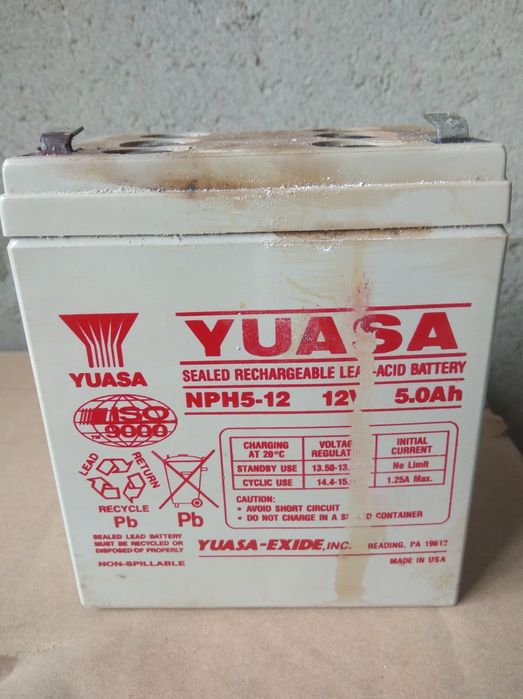 YUASA
YUASA
SEALED RECHARGEABLE LEAD-ACID BATTERY
NPH5-12 12V 5.0Ah
ISO
9000
LEAD RETURN
RECYCLE
Pb
Pb
SEALED LEAD BATTERY
MUST BE RECYCLED OR
DISPOSED OF PROPERLY
NON-SPILLABLE
CHARGING AT 20°C
VOLTAGE
INITIAL CURRENT
STANDBY USE
No Limit
CYCLIC USE
1.25A Max.
CAUTION:
• AVOID SHORT CIRCUIT
• DO NOT CHARGE IN A SEALED CONTAINER
YUASA-EXIDE, INC. READING, PA 19612
MADE IN USA